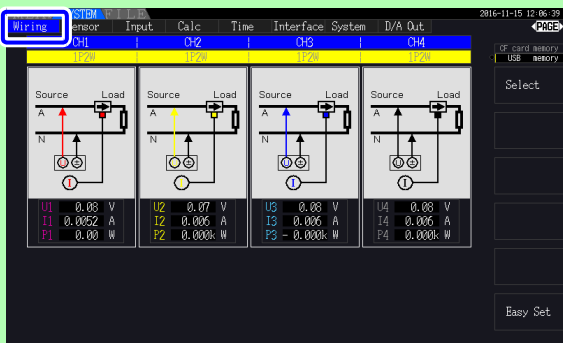 SYSTEM FILE 2016-11-15 12:06:39
Wiring Sensor Input Calc Time Interface System D/A Out PAGE
CH1 CH2 CH3 CH4
1P2W 1P2W 1P2W 1P2W
CF card memory
USB memory
Select
Source Load Source Load Source Load Source Load
A A A A
N N N N
U ± U ± U ± U ±
I I I I
U1 0.08 V U2 0.07 V U3 0.08 V U4 0.08 V
I1 0.0052 A I2 0.006 A I3 0.006 A I4 0.006 A
P1 0.00 W P2 0.000k W P3 - 0.000k W P4 0.000k W
Easy Set